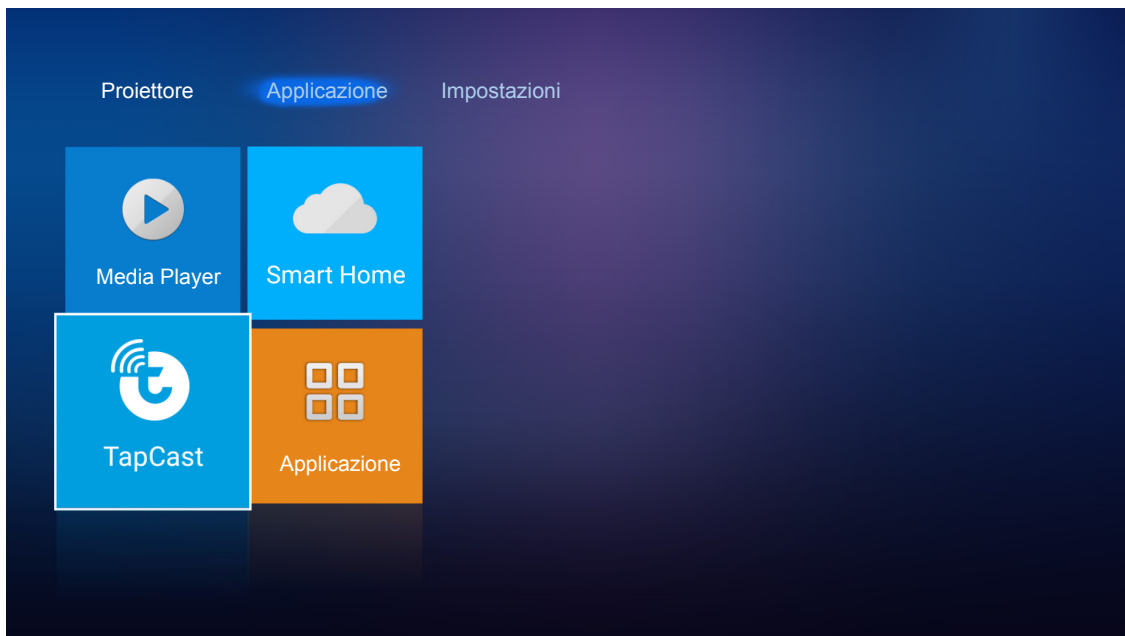 Proiettore Applicazione Impostazioni
Media Player Smart Home
TapCast Applicazione